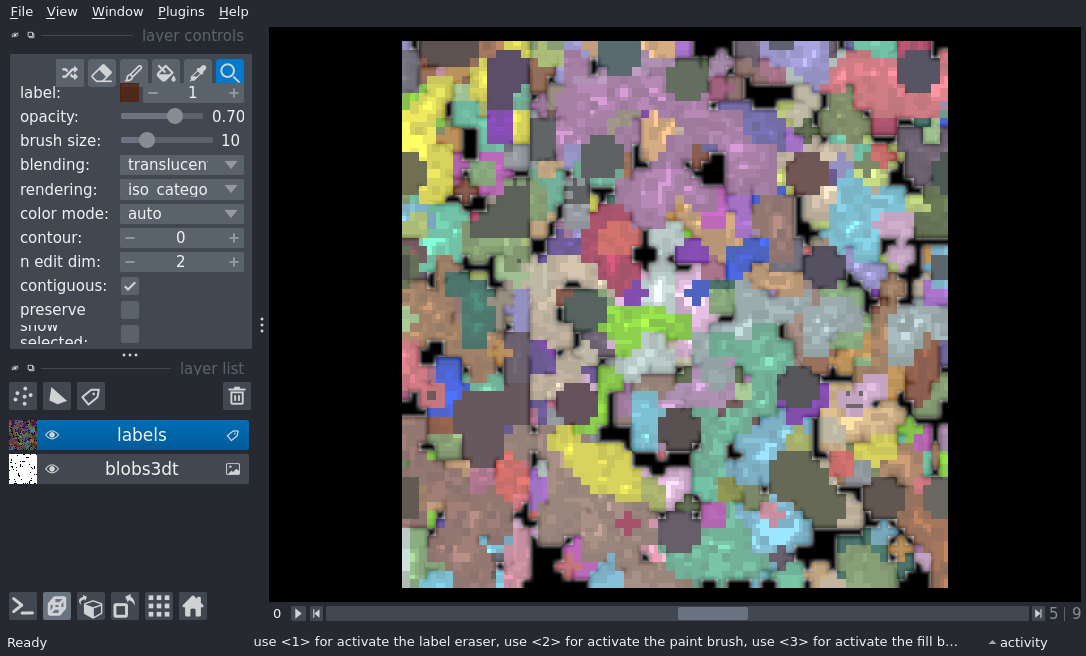 File View Window Plugins Help
layer controls
label: 1
opacity: 0.70
brush size: 10
blending: translucen
rendering: iso catego
color mode: auto
contour: 0
n edit dim: 2
contiguous:
preserve
show
selected:
layer list
labels
blobs3dt
0 5 | 9
Ready use <1> for activate the label eraser, use <2> for activate the paint brush, use <3> for activate the fill b... activity